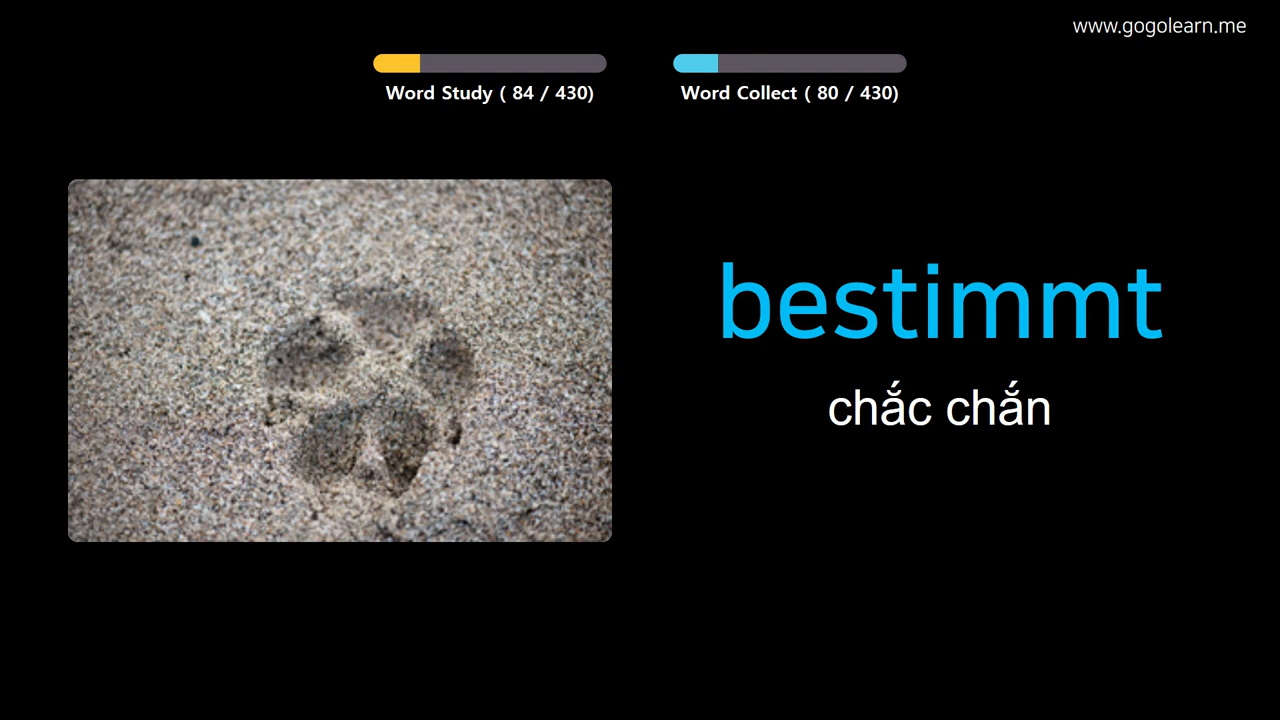 www.gogolearn.me
Word Study ( 84 / 430)
Word Collect ( 80 / 430)
bestimmt
chắc chắn